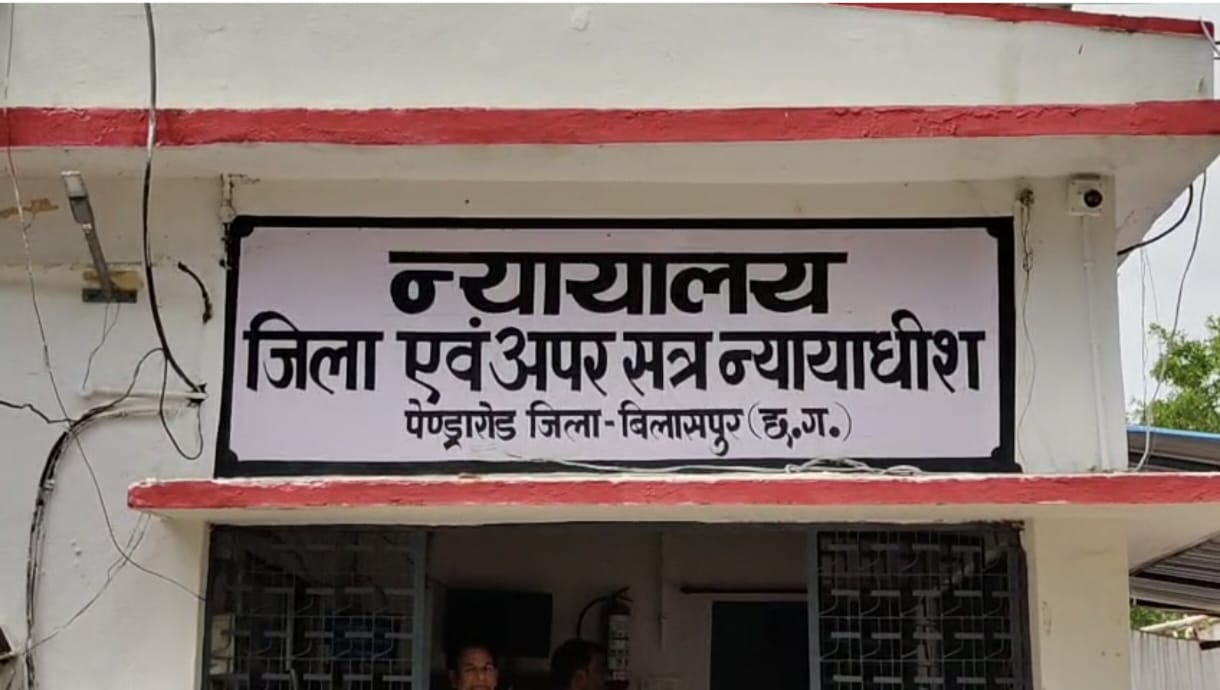 न्यायालय
जिला एवं अपर सत्र न्यायाधीश
पेण्ड्रारोड जिला-बिलासपुर (छ.ग.)